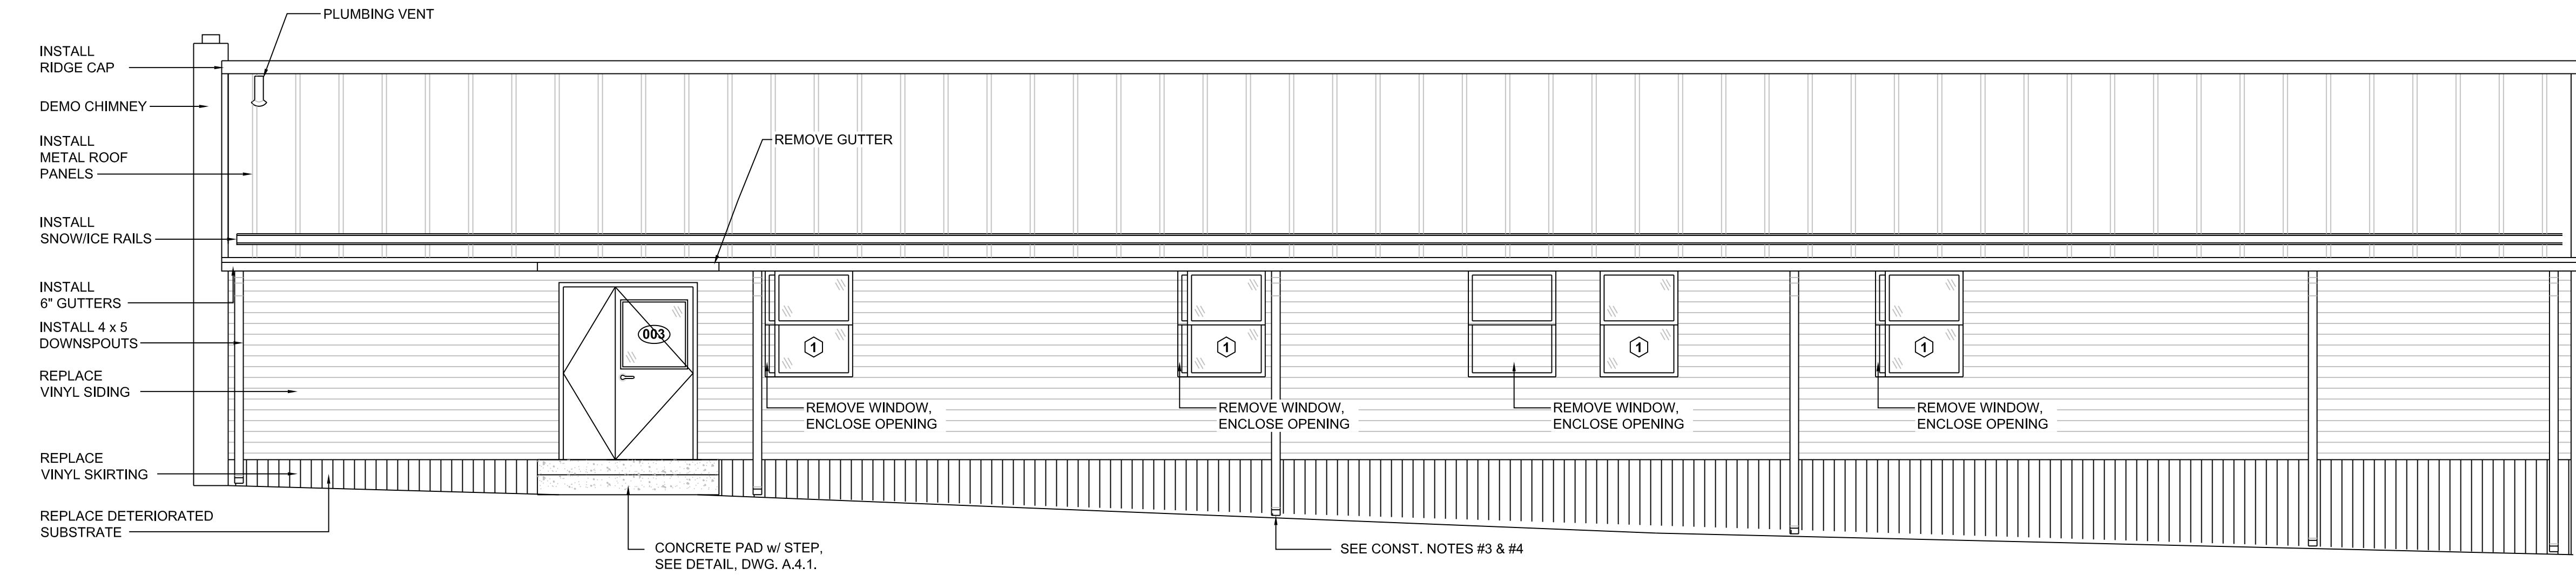 PLUMBING VENT
INSTALL
RIDGE CAP
DEMO CHIMNEY
INSTALL
METAL ROOF
PANELS
REMOVE GUTTER
INSTALL
SNOW/ICE RAILS
INSTALL
6" GUTTERS
INSTALL 4 x 5
DOWNSPOUTS
003
1
1
1
1
REPLACE
VINYL SIDING
REMOVE WINDOW,
ENCLOSE OPENING
REMOVE WINDOW,
ENCLOSE OPENING
REMOVE WINDOW,
ENCLOSE OPENING
REMOVE WINDOW,
ENCLOSE OPENING
REPLACE
VINYL SKIRTING
REPLACE DETERIORATED
SUBSTRATE
CONCRETE PAD w/ STEP,
SEE DETAIL, DWG. A.4.1.
SEE CONST. NOTES #3 & #4